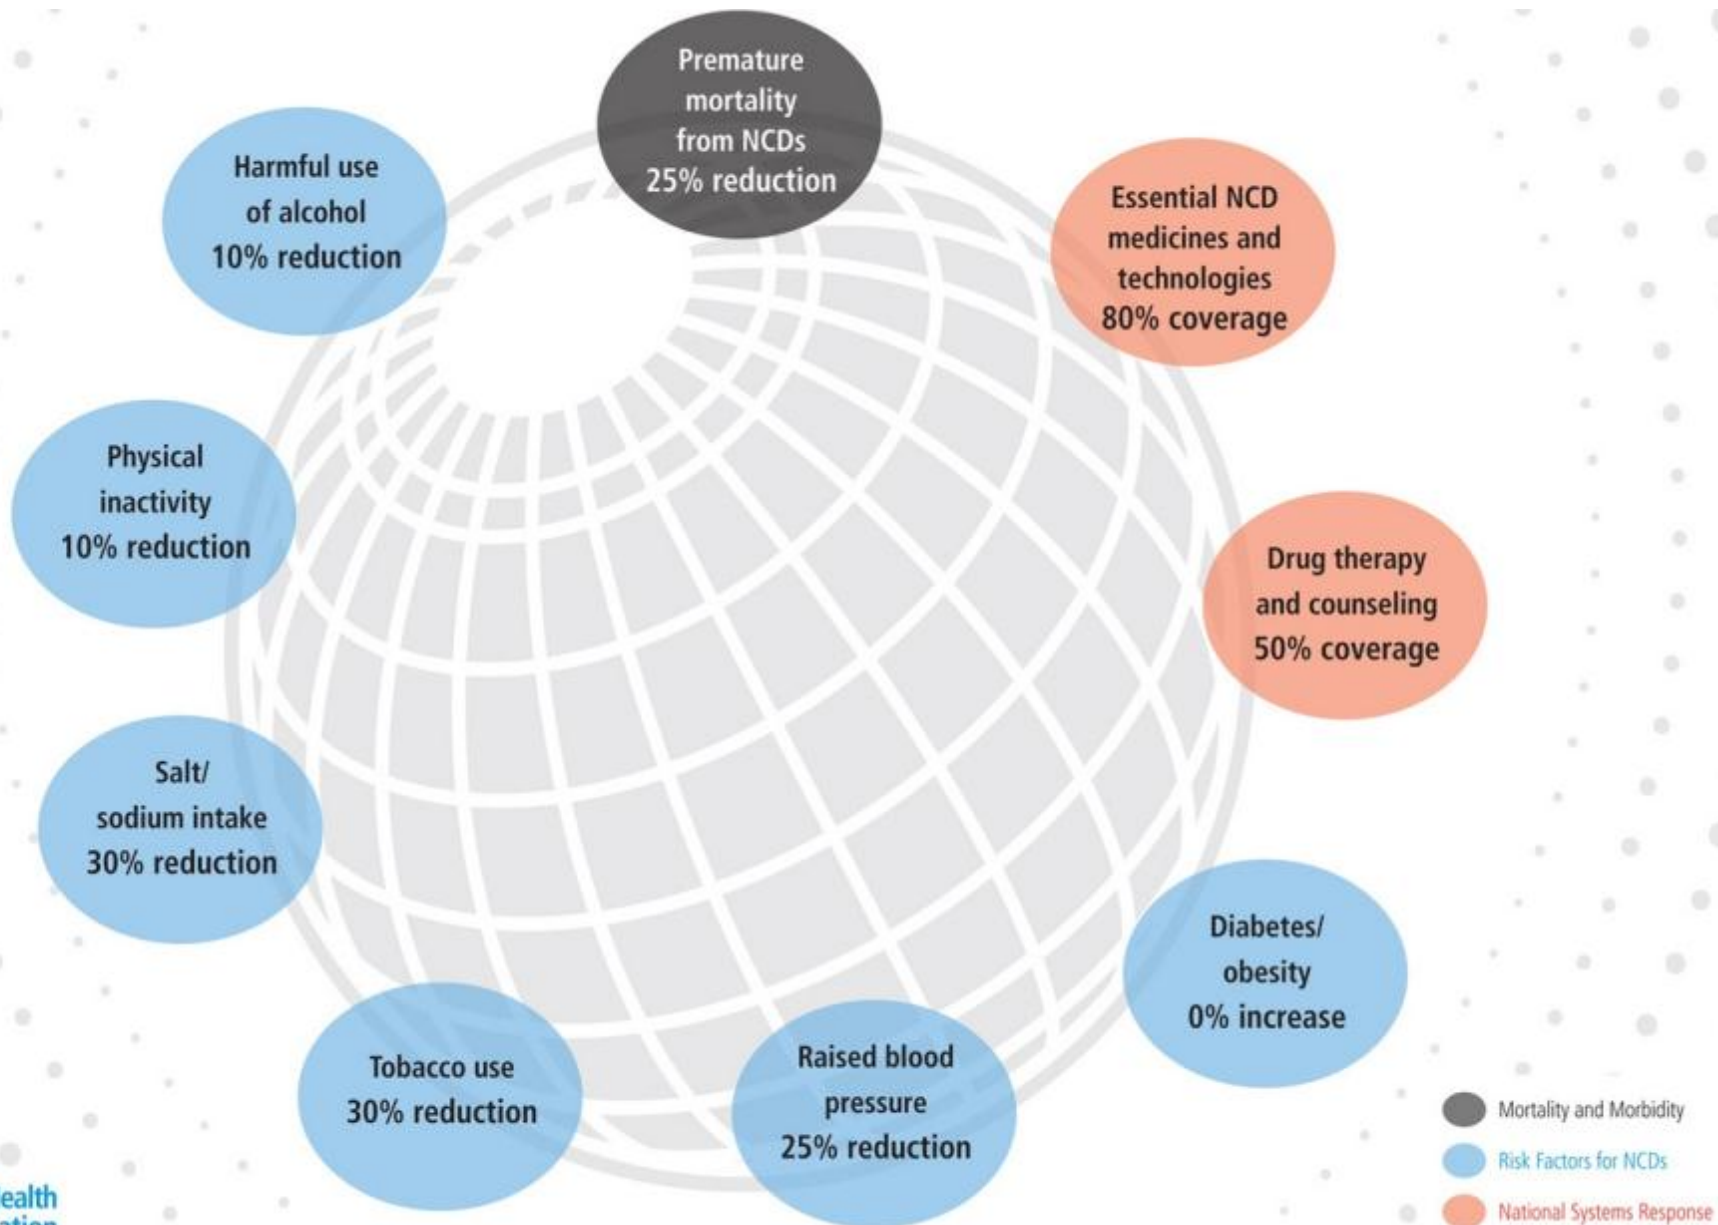 Premature
mortality
from NCDs
25% reduction
Harmful use
of alcohol
10% reduction
Essential NCD
medicines and
technologies
80% coverage
Physical
inactivity
10% reduction
Drug therapy
and counseling
50% coverage
Salt/
sodium intake
30% reduction
Diabetes/
obesity
0% increase
Tobacco use
30% reduction
Raised blood
pressure
25% reduction
Mortality and Morbidity
Risk Factors for NCDs
National Systems Response